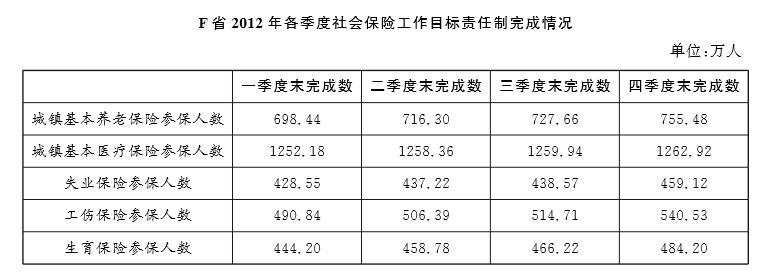 F 省 2012 年各季度社会保险工作目标责任制完成情况
单位:万人
一季度末完成数 二季度末完成数 三季度末完成数 四季度末完成数
城镇基本养老保险参保人数 698.44 716.30 727.66 755.48
城镇基本医疗保险参保人数 1252.18 1258.36 1259.94 1262.92
失业保险参保人数 428.55 437.22 438.57 459.12
工伤保险参保人数 490.84 506.39 514.71 540.53
生育保险参保人数 444.20 458.78 466.22 484.20